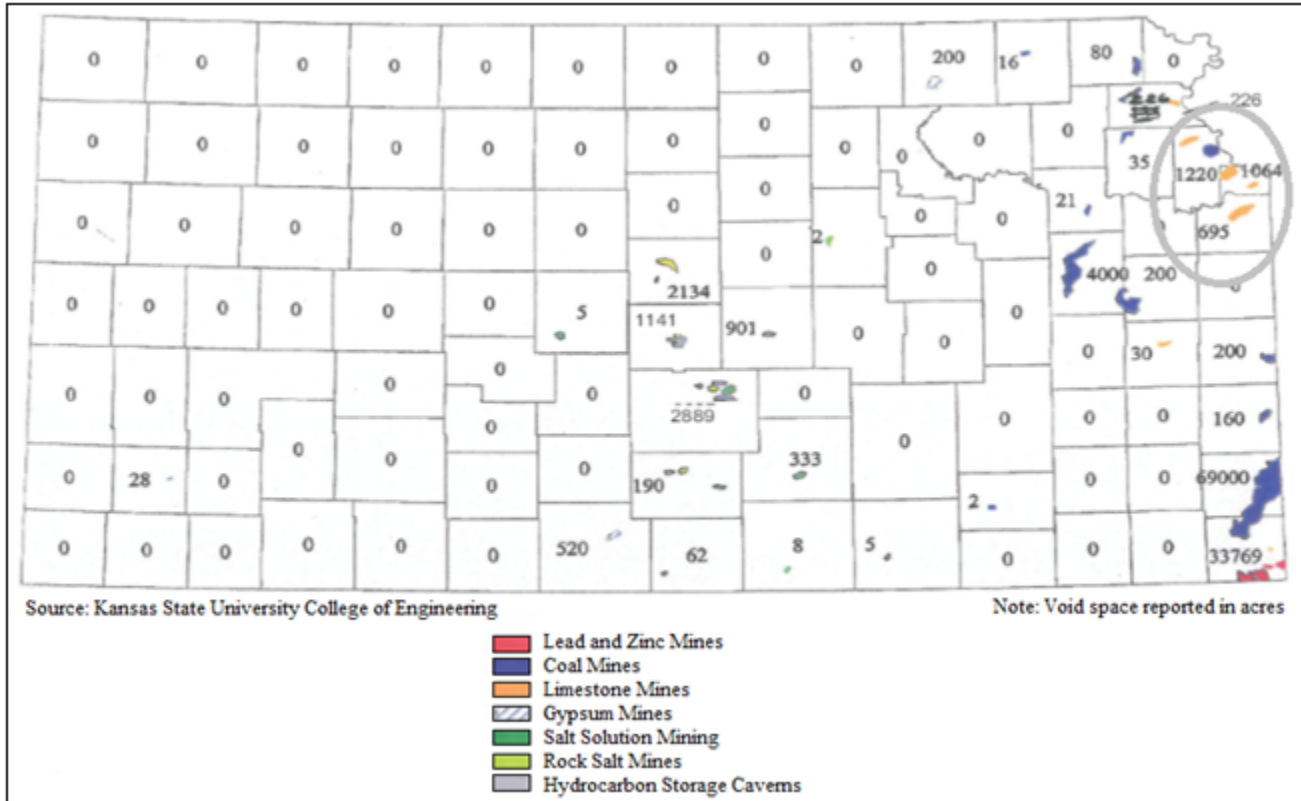 0 0 0 0 0 0 0 0 0 200 16 80 0
226
0 0 0 0 0 0 0 0 0 0 0 35 1220 1064
0 0 0 0 0 0 0 2 0 0 21 695
0 0 0 0 0 0 5 2134 0 0 0 4000 200 0
1141 901 0 0 0 30 200
0 0 0 0 0 0 2889 0 0 0 0 0 160
0 28 0 0 0 0 0 190 333 2 0 0 69000
0 0 0 0 0 0 520 62 8 5 0 0 0 33769
Source: Kansas State University College of Engineering
Note: Void space reported in acres
Lead and Zinc Mines
Coal Mines
Limestone Mines
Gypsum Mines
Salt Solution Mining
Rock Salt Mines
Hydrocarbon Storage Caverns